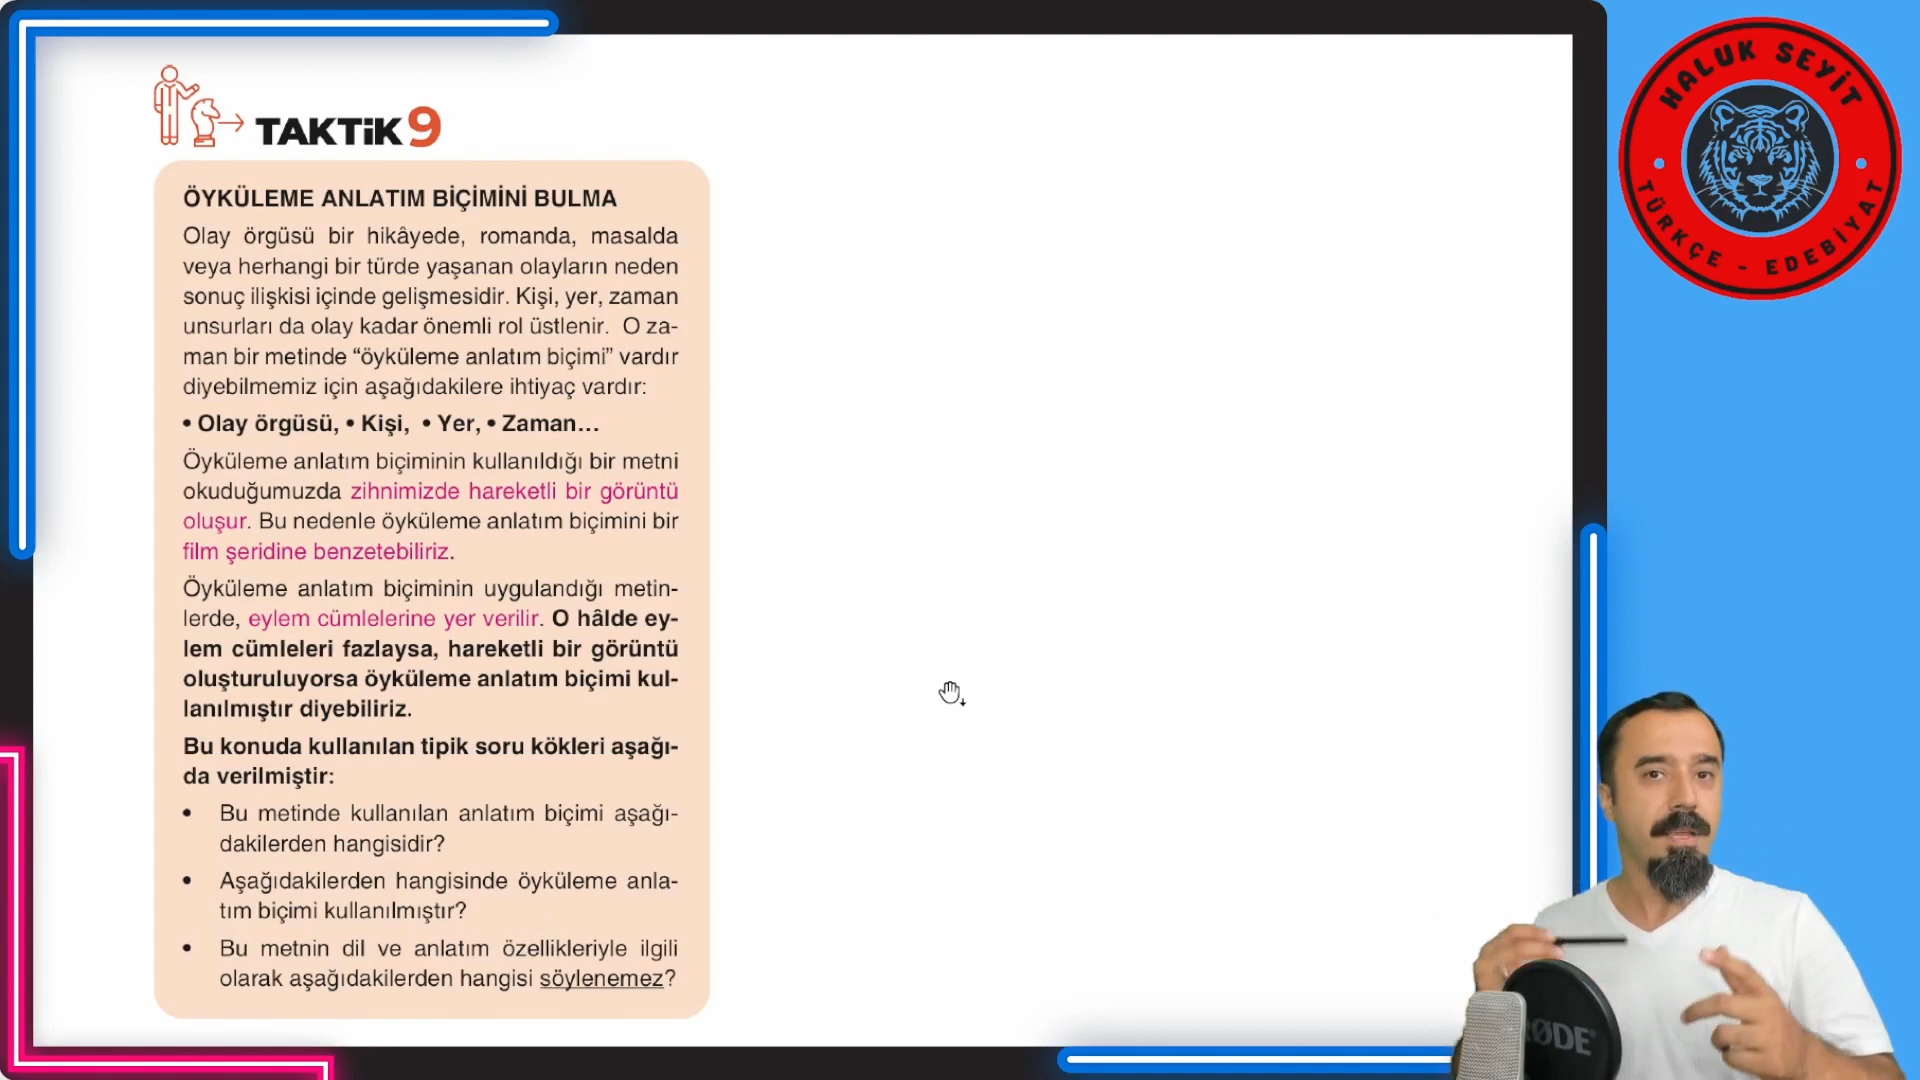 TAKTiK 9
ÖYKÜLEME ANLATIM BİÇİMİNİ BULMA
Olay örgüsü bir hikâyede, romanda, masalda
veya herhangi bir türde yaşanan olayların neden
sonuç ilişkisi içinde gelişmesidir. Kişi, yer, zaman
unsurları da olay kadar önemli rol üstlenir. O za-
man bir metinde “öyküleme anlatım biçimi” vardır
diyebilmemiz için aşağıdakilere ihtiyaç vardır:
• Olay örgüsü, • Kişi, • Yer, • Zaman...
Öyküleme anlatım biçiminin kullanıldığı bir metni
okuduğumuzda zihnimizde hareketli bir görüntü
oluşur. Bu nedenle öyküleme anlatım biçimini bir
film şeridine benzetebiliriz.
Öyküleme anlatım biçiminin uygulandığı metin-
lerde, eylem cümlelerine yer verilir. O hâlde ey-
lem cümleleri fazlaysa, hareketli bir görüntü
oluşturuluyorsa öyküleme anlatım biçimi kul-
lanılmıştır diyebiliriz.
Bu konuda kullanılan tipik soru kökleri aşağı-
da verilmiştir:
• Bu metinde kullanılan anlatım biçimi aşağı-
dakilerden hangisidir?
• Aşağıdakilerden hangisinde öyküleme anla-
tım biçimi kullanılmıştır?
• Bu metnin dil ve anlatım özellikleriyle ilgili
olarak aşağıdakilerden hangisi söylenemez?
HALUK SEYİT
TÜRKÇE - EDEBİYAT
RØDE